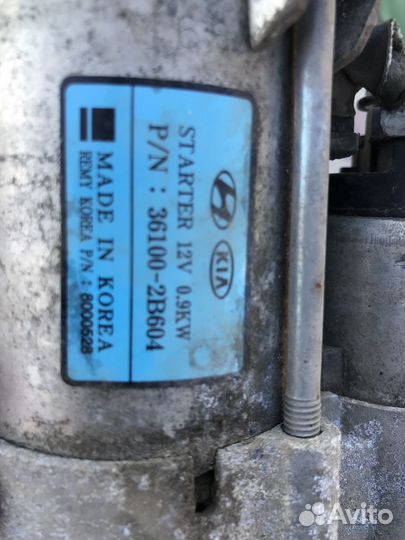 KIA
STARTER 12V 0.9KW
P/N : 36100-2B604
MADE IN KOREA
REMY KOREA P/N : 8000528
Avito